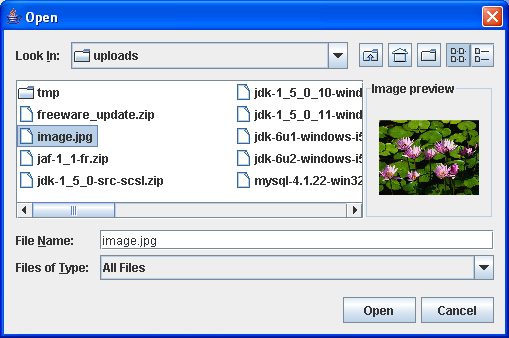 Open
Look In: uploads
tmp
freeware_update.zip
image.jpg
jaf-1_1-fr.zip
jdk-1_5_0-src-scsl.zip
jdk-1_5_0_10-wind
jdk-1_5_0_11-wind
jdk-6u1-windows-i5
jdk-6u2-windows-i5
mysql-4.1.22-win32
Image preview
File Name: image.jpg
Files of Type: All Files
Open Cancel